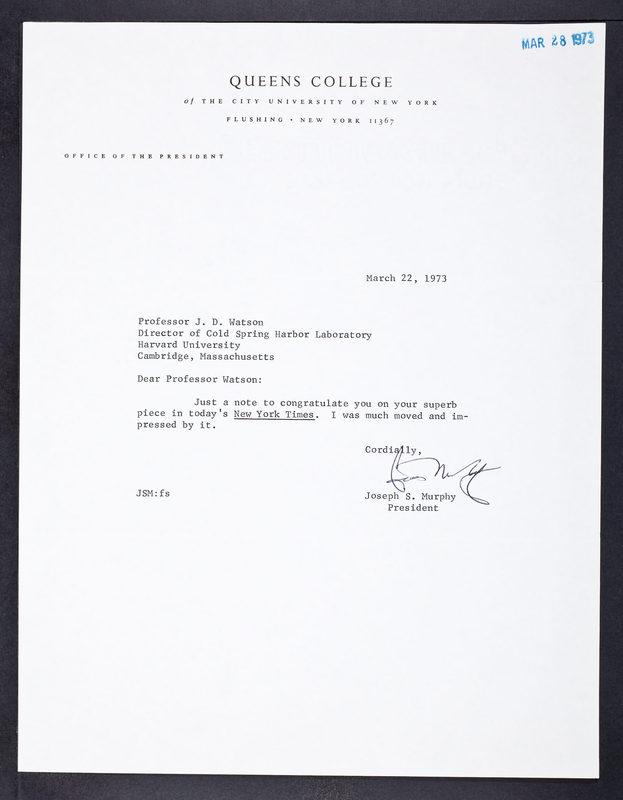 MAR 28 1973
QUEENS COLLEGE
of THE CITY UNIVERSITY OF NEW YORK
FLUSHING • NEW YORK 11367
OFFICE OF THE PRESIDENT
March 22, 1973
Professor J. D. Watson
Director of Cold Spring Harbor Laboratory
Harvard University
Cambridge, Massachusetts
Dear Professor Watson:
Just a note to congratulate you on your superb
piece in today's New York Times. I was much moved and im-
pressed by it.
Cordially,
JSM:fs
Joseph S. Murphy
President